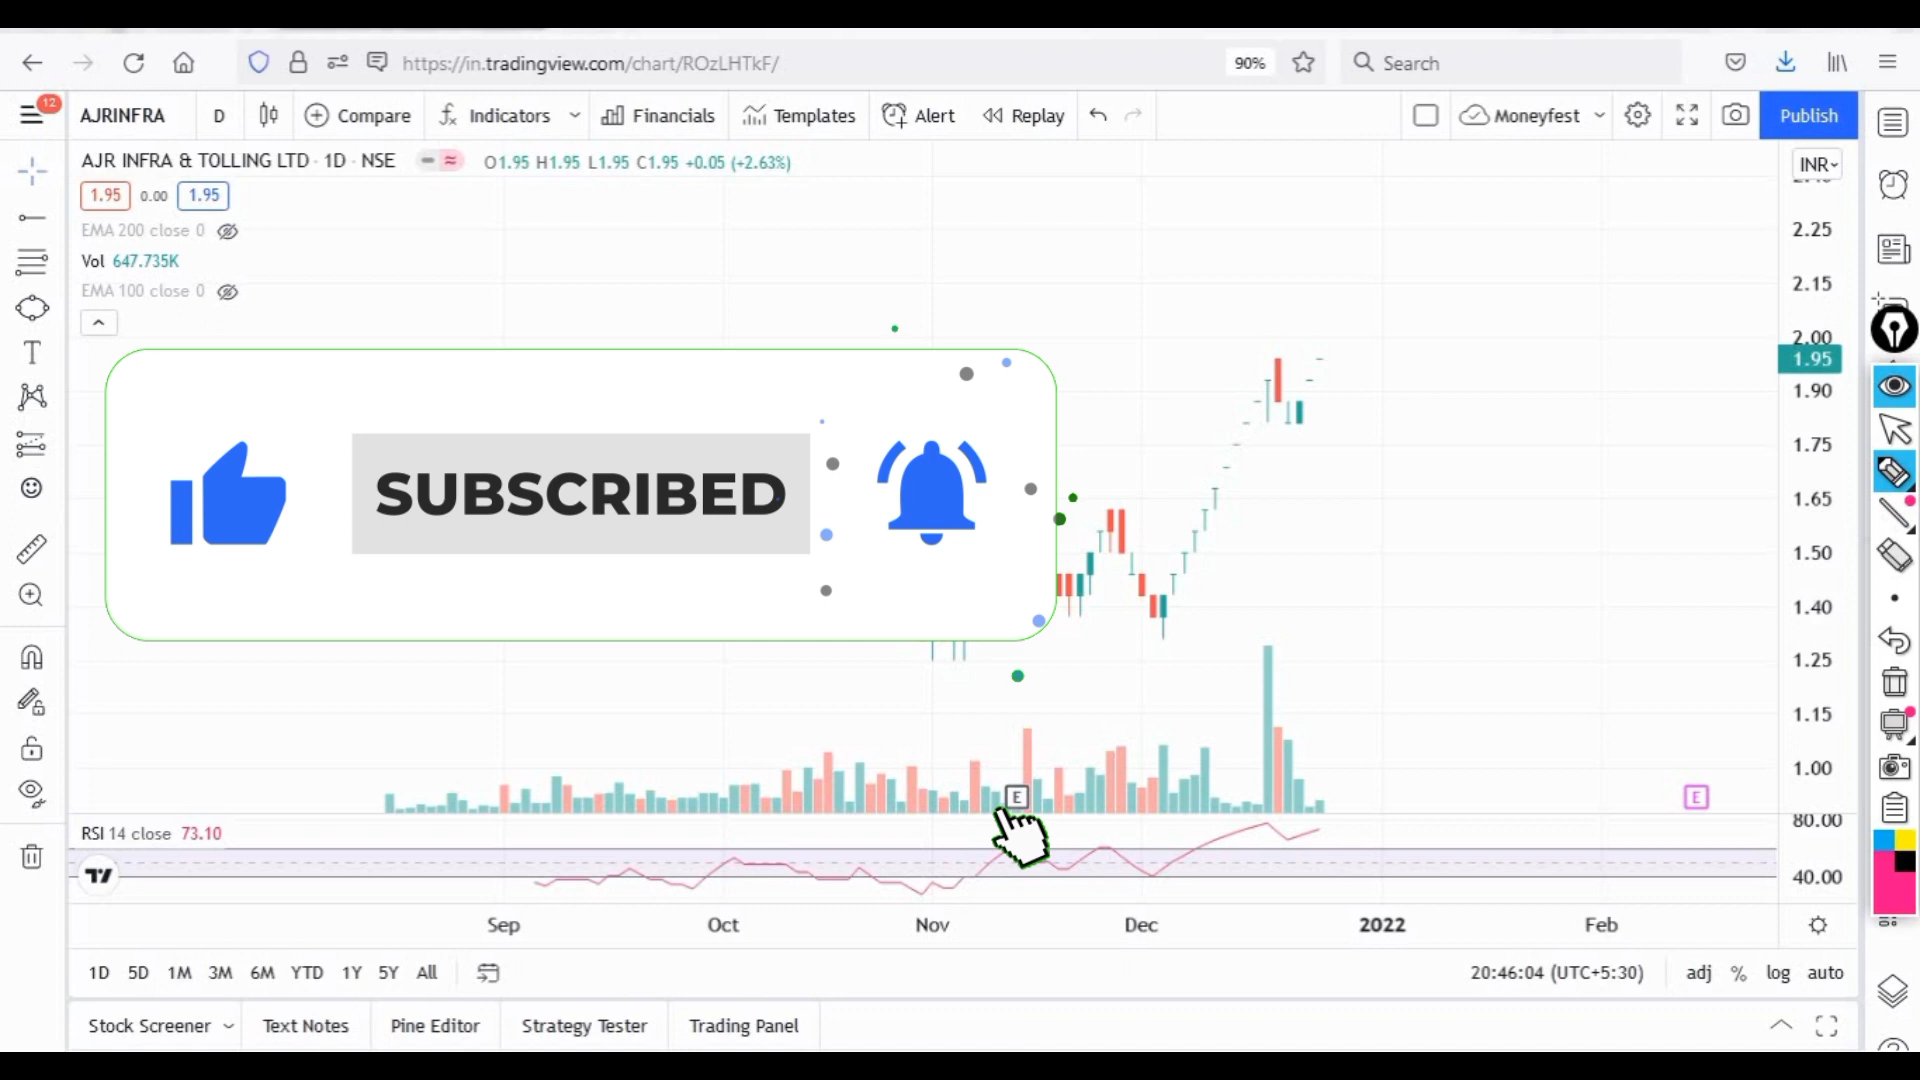 https://in.tradingview.com/chart/ROzLHTkF/
90%
Search
12
AJRINFRA
D
Compare
Indicators
Financials
Templates
Alert
Replay
Moneyfest
Publish
AJR INFRA & TOLLING LTD · 1D · NSE
O1.95 H1.95 L1.95 C1.95 +0.05 (+2.63%)
INR
1.95
0.00
1.95
EMA 200 close 0
Vol 647.735K
EMA 100 close 0
2.25
2.15
2.00
1.95
1.90
1.75
1.65
1.50
1.40
1.25
1.15
1.00
SUBSCRIBED
E
E
RSI 14 close 73.10
80.00
40.00
Sep
Oct
Nov
Dec
2022
Feb
1D
5D
1M
3M
6M
YTD
1Y
5Y
All
20:46:04 (UTC+5:30)
adj
%
log
auto
Stock Screener
Text Notes
Pine Editor
Strategy Tester
Trading Panel